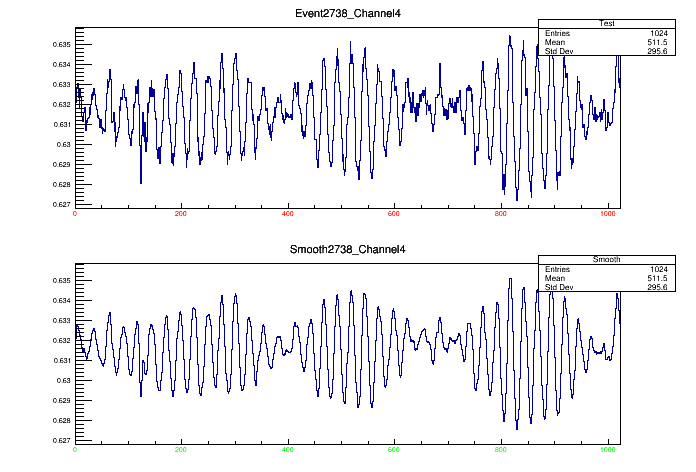 Event2738_Channel4
Test
Entries 1024
Mean 511.5
Std Dev 295.6
0.635
0.634
0.633
0.632
0.631
0.63
0.629
0.628
0.627
0 200 400 600 800 1000
Smooth2738_Channel4
Smooth
Entries 1024
Mean 511.5
Std Dev 295.6
0.635
0.634
0.633
0.632
0.631
0.63
0.629
0.628
0.627
0 200 400 600 800 1000